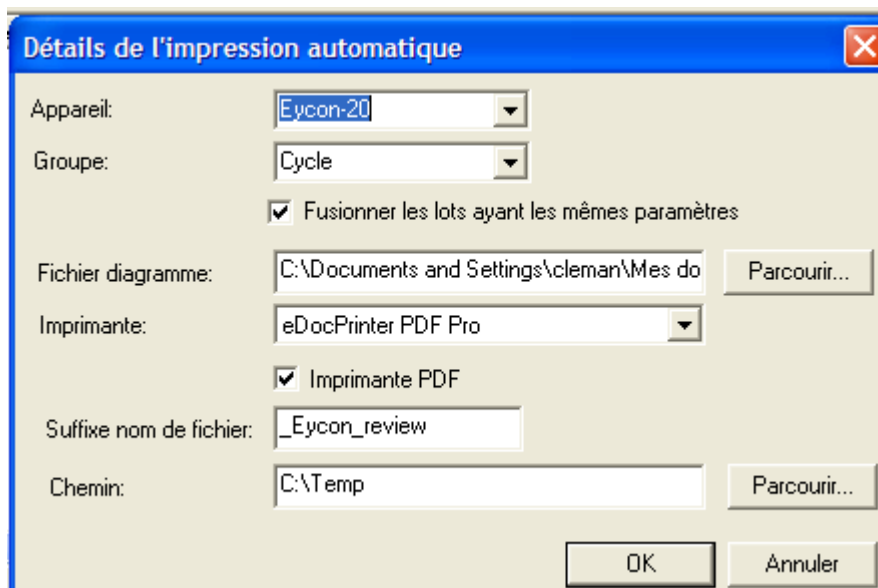 Détails de l'impression automatique
Appareil: Eycon-20
Groupe: Cycle
Fusionner les lots ayant les mêmes paramètres
Fichier diagramme: C:\Documents and Settings\cleman\Mes do Parcourir...
Imprimante: eDocPrinter PDF Pro
Imprimante PDF
Suffixe nom de fichier: _Eycon_review
Chemin: C:\Temp Parcourir...
OK Annuler